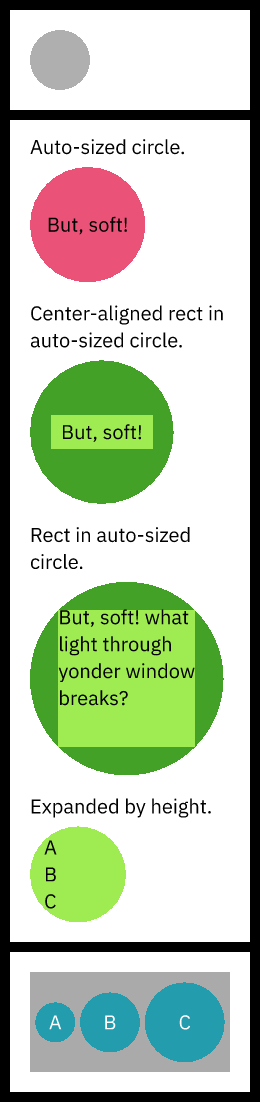 Auto-sized circle.
But, soft!
Center-aligned rect in
auto-sized circle.
But, soft!
Rect in auto-sized
circle.
But, soft! what
light through
yonder window
breaks?
Expanded by height.
A
B
C
A B C